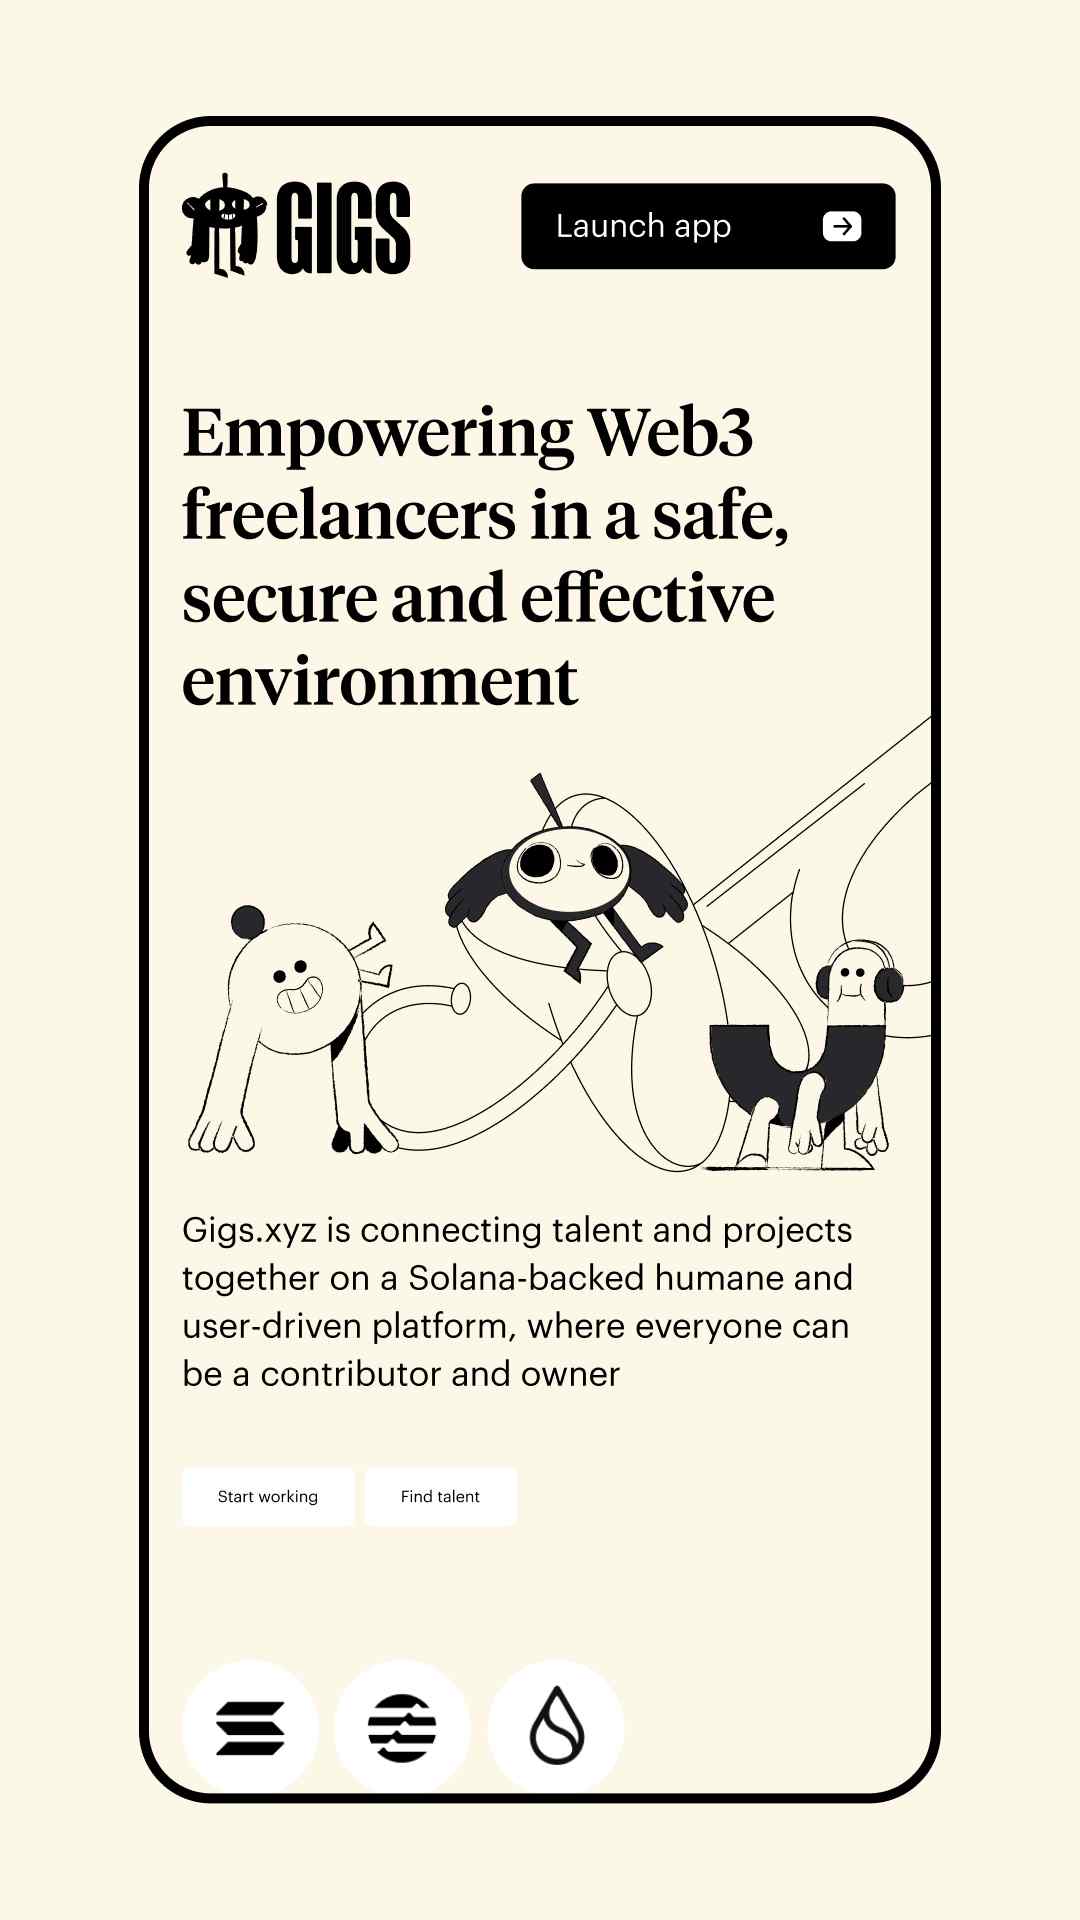 GIGS
Launch app
Empowering Web3
freelancers in a safe,
secure and effective
environment
Gigs.xyz is connecting talent and projects
together on a Solana-backed humane and
user-driven platform, where everyone can
be a contributor and owner
Start working
Find talent